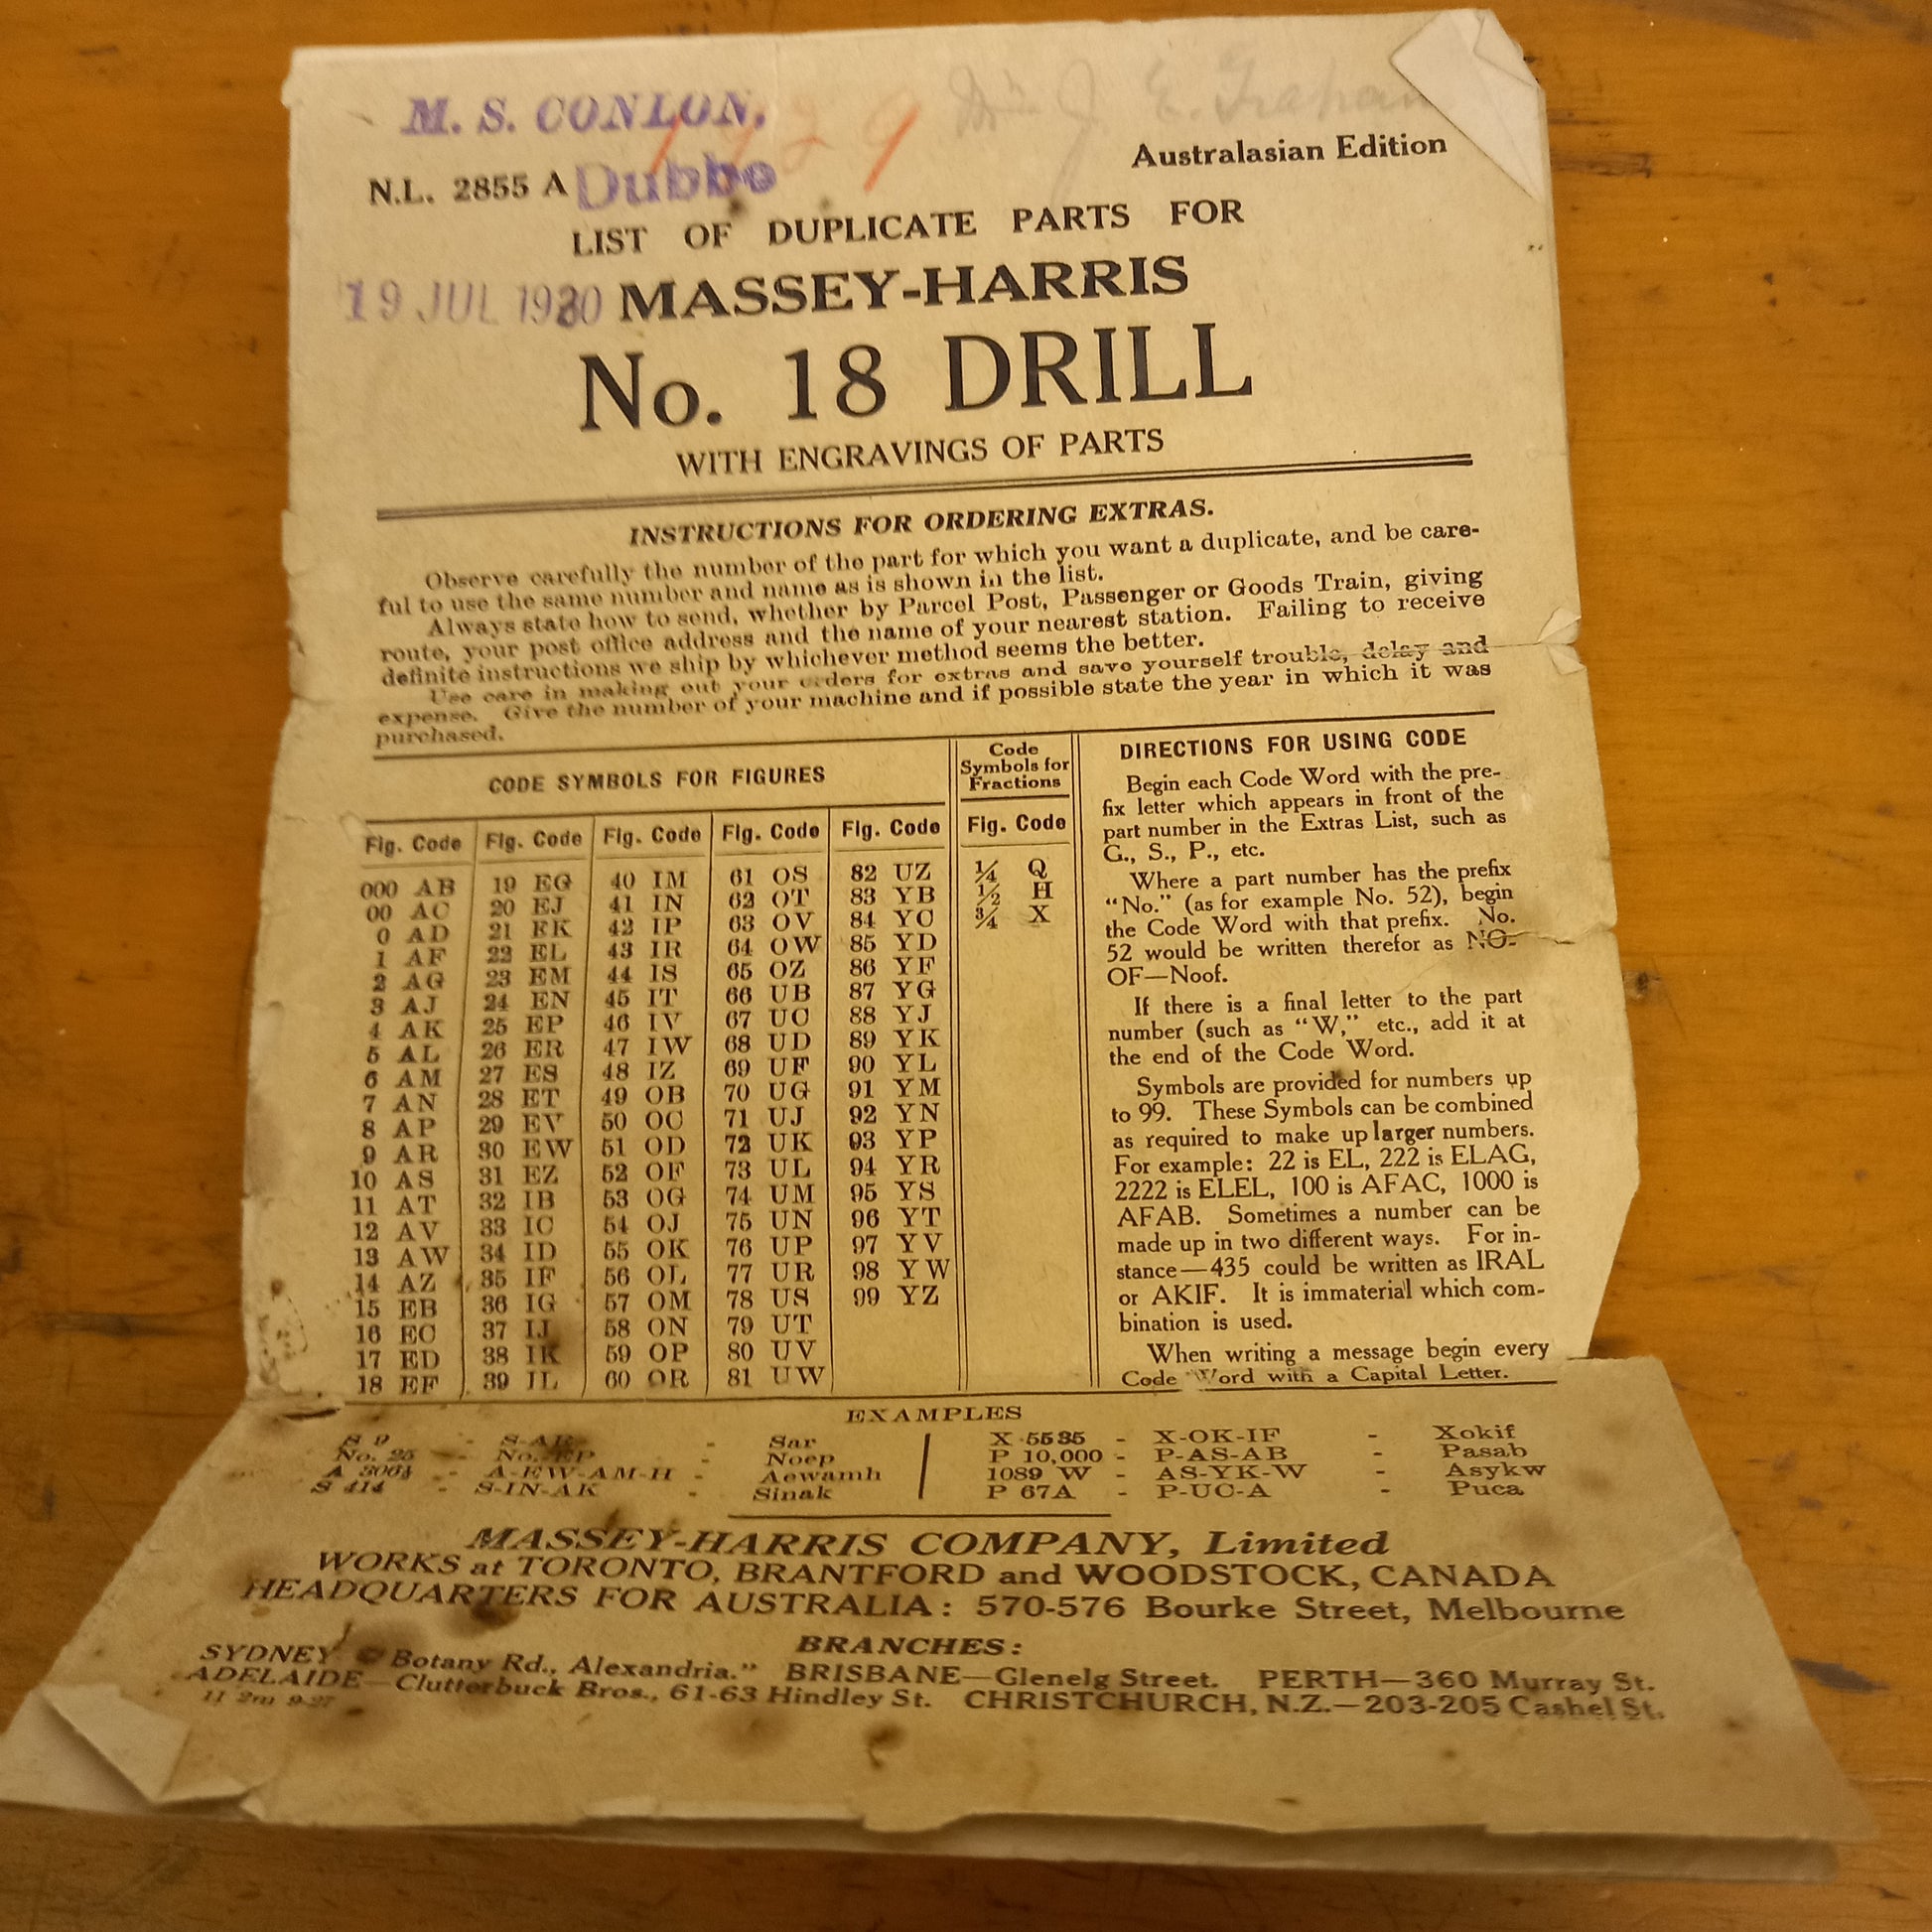 M. S. CONLON.
1929
Mr. J. E. Graham
Australasian Edition
N.L. 2855 A Dubbo
LIST OF DUPLICATE PARTS FOR
19 JUL 1930 MASSEY-HARRIS
No. 18 DRILL
WITH ENGRAVINGS OF PARTS
INSTRUCTIONS FOR ORDERING EXTRAS.
Observe carefully the number of the part for which you want a duplicate, and be care-
ful to use the same number and name as is shown in the list.
Always state how to send, whether by Parcel Post, Passenger or Goods Train, giving
route, your post office address and the name of your nearest station. Failing to receive
definite instructions we ship by whichever method seems the better.
Use care in making out your orders for extras and save yourself trouble, delay and
expense. Give the number of your machine and if possible state the year in which it was
purchased.
CODE SYMBOLS FOR FIGURES
Fig. Code
000 AB
00 AC
0 AD
1 AF
2 AG
3 AJ
4 AK
5 AL
6 AM
7 AN
8 AP
9 AR
10 AS
11 AT
12 AV
13 AW
14 AZ
15 EB
16 EC
17 ED
18 EF
Fig. Code
19 EG
20 EJ
21 EK
22 EL
23 EM
24 EN
25 EP
26 ER
27 ES
28 ET
29 EV
30 EW
31 EZ
32 IB
33 IC
34 ID
35 IF
36 IG
37 IJ
38 IK
39 IL
Fig. Code
40 IM
41 IN
42 IP
43 IR
44 IS
45 IT
46 IV
47 IW
48 IZ
49 OB
50 OC
51 OD
52 OF
53 OG
54 OJ
55 OK
56 OL
57 OM
58 ON
59 OP
60 OR
Fig. Code
61 OS
62 OT
63 OV
64 OW
65 OZ
66 UB
67 UC
68 UD
69 UF
70 UG
71 UJ
72 UK
73 UL
74 UM
75 UN
76 UP
77 UR
78 US
79 UT
80 UV
81 UW
Fig. Code
82 UZ
83 YB
84 YC
85 YD
86 YF
87 YG
88 YJ
89 YK
90 YL
91 YM
92 YN
93 YP
94 YR
95 YS
96 YT
97 YV
98 YW
99 YZ
Code
Symbols for
Fractions
Fig. Code
¼ Q
½ H
¾ X
DIRECTIONS FOR USING CODE
Begin each Code Word with the pre-
fix letter which appears in front of the
part number in the Extras List, such as
G., S., P., etc.
Where a part number has the prefix
"No." (as for example No. 52), begin
the Code Word with that prefix. No.
52 would be written therefor as NO-
OF—Noof.
If there is a final letter to the part
number (such as "W," etc., add it at
the end of the Code Word.
Symbols are provided for numbers up
to 99. These Symbols can be combined
as required to make up larger numbers.
For example: 22 is EL, 222 is ELAG,
2222 is ELEL, 100 is AFAC, 1000 is
AFAB. Sometimes a number can be
made up in two different ways. For in-
stance—435 could be written as IRAL
or AKIF. It is immaterial which com-
bination is used.
When writing a message begin every
Code Word with a Capital Letter.
EXAMPLES
S 9 - S-AR - Sar
No. 25 - No. EP - Noep
A 306½ - A-EW-AM-H - Aewamh
S 414 - S-IN-AK - Sinak
X 5535 - X-OK-IF - Xokif
P 10,000 - P-AS-AB - Pasab
1089 W - AS-YK-W - Asykw
P 67A - P-UC-A - Puca
MASSEY-HARRIS COMPANY, Limited
WORKS at TORONTO, BRANTFORD and WOODSTOCK, CANADA
HEADQUARTERS FOR AUSTRALIA: 570-576 Bourke Street, Melbourne
BRANCHES:
SYDNEY Botany Rd., Alexandria." BRISBANE—Glenelg Street. PERTH—360 Murray St.
ADELAIDE—Clutterbuck Bros., 61-63 Hindley St. CHRISTCHURCH, N.Z.—203-205 Cashel St.
11 2m 9-27